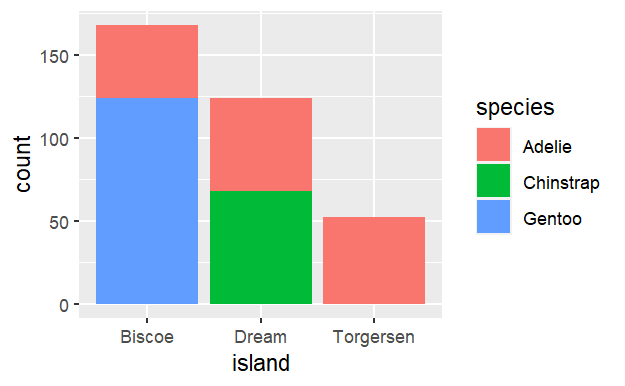 150
100
50
0
count
Biscoe
Dream
Torgersen
island
species
Adelie
Chinstrap
Gentoo